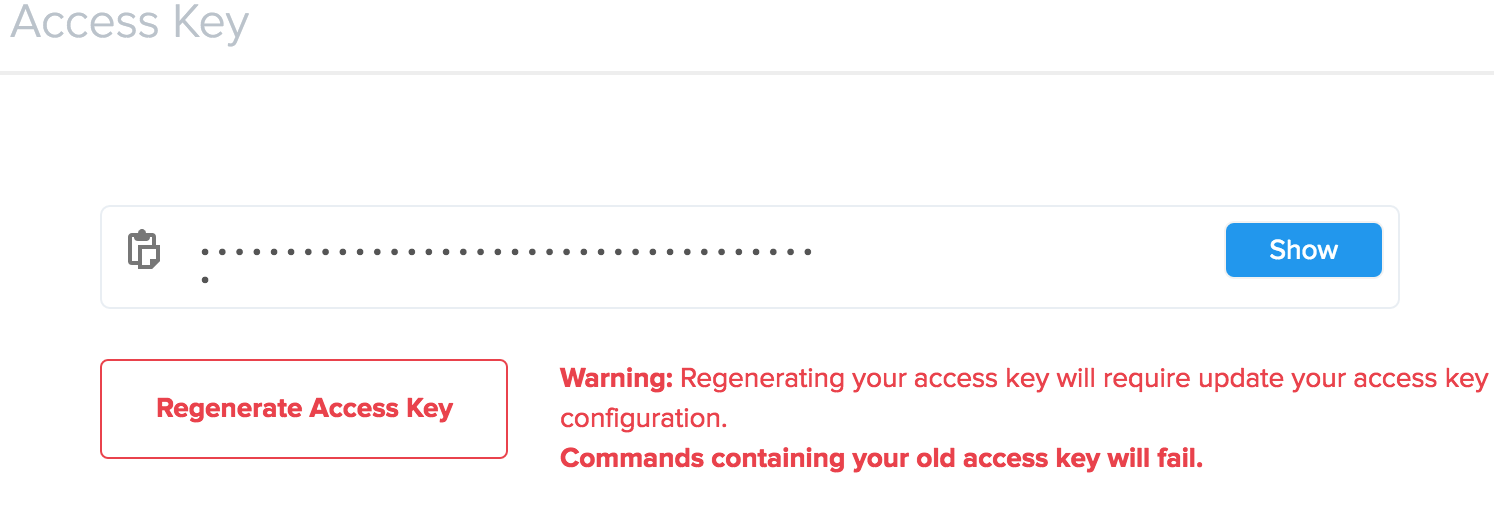 Access Key
••••••••••••••••••••••••••••••••••••
•
Show
Regenerate Access Key
Warning: Regenerating your access key will require update your access key
configuration.
Commands containing your old access key will fail.